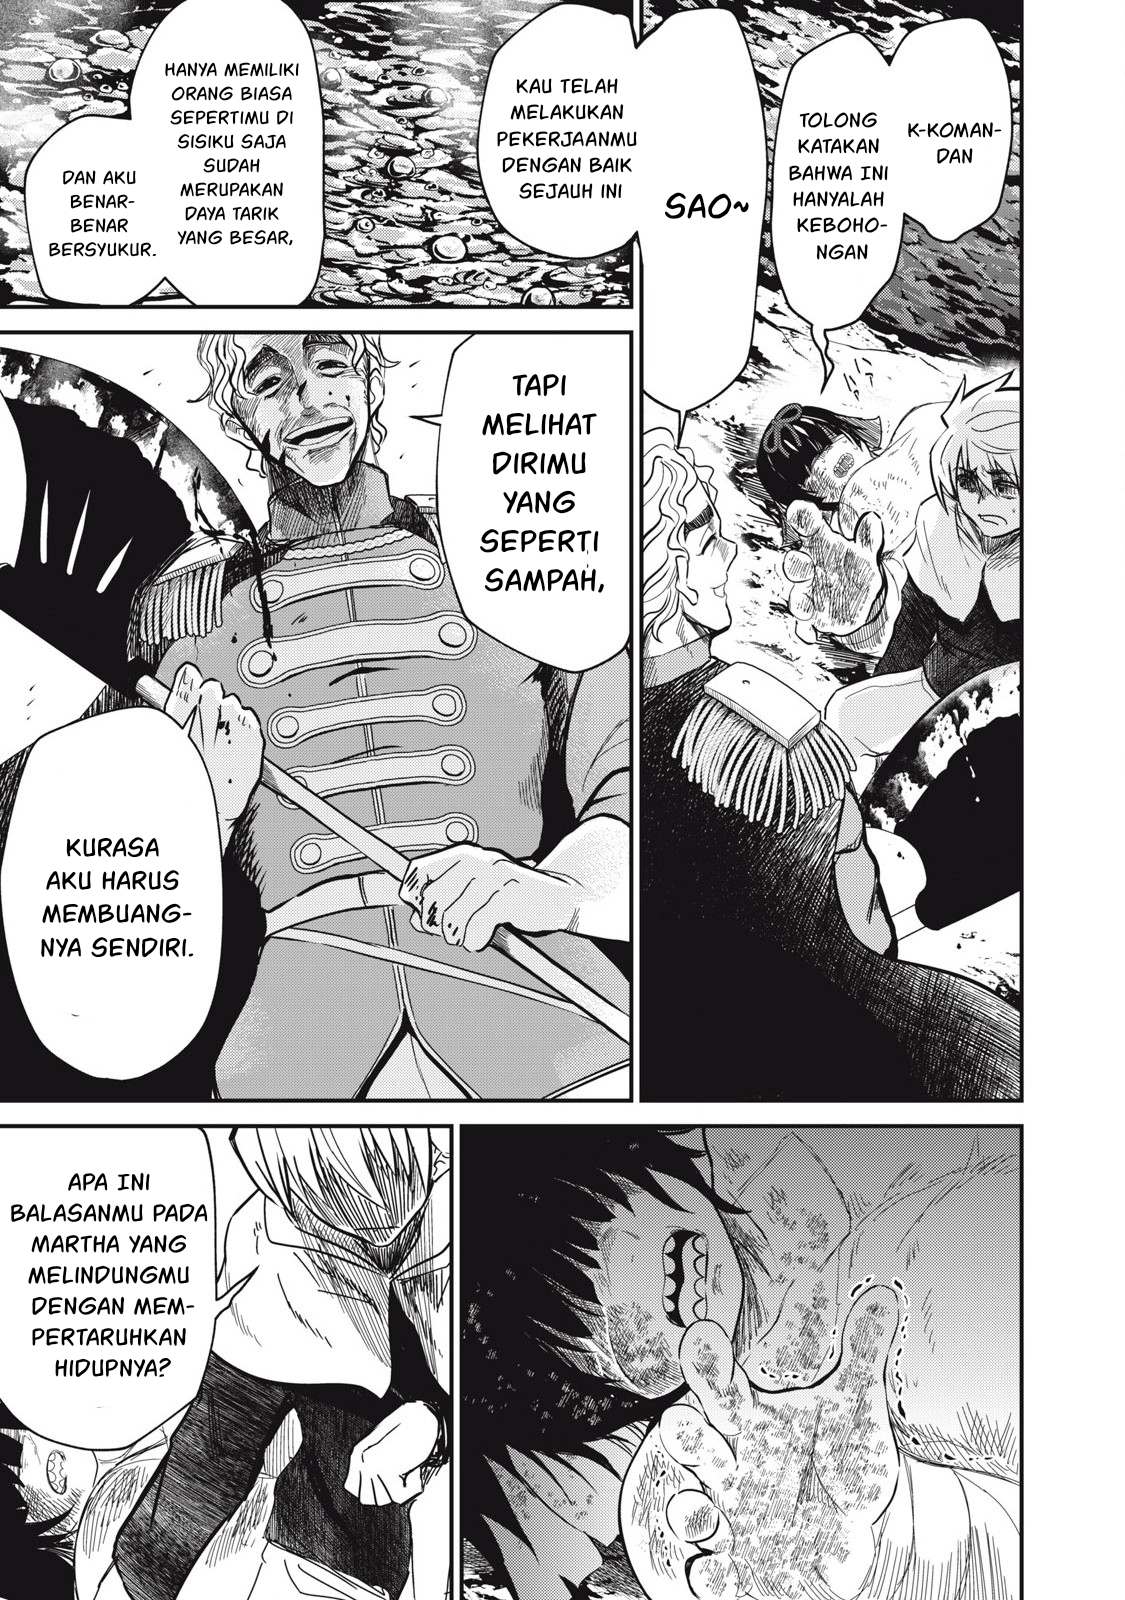 K-KOMAN-
DAN
TOLONG
KATAKAN
BAHWA INI
HANYALAH
KEBOHO-
NGAN
SAO~
KAU TELAH
MELAKUKAN
PEKERJAANMU
DENGAN BAIK
SEJAUH INI
HANYA MEMILIKI
ORANG BIASA
SEPERTIMU DI
SISIKU SAJA
SUDAH
MERUPAKAN
DAYA TARIK
YANG BESAR,
DAN AKU
BENAR-
BENAR
BERSYUKUR.
TAPI
MELIHAT
DIRIMU
YANG
SEPERTI
SAMPAH,
KURASA
AKU HARUS
MEMBUANG-
NYA SENDIRI.
APA INI
BALASANMU PADA
MARTHA YANG
MELINDUNGMU
DENGAN MEM-
PERTARUHKAN
HIDUPNYA?